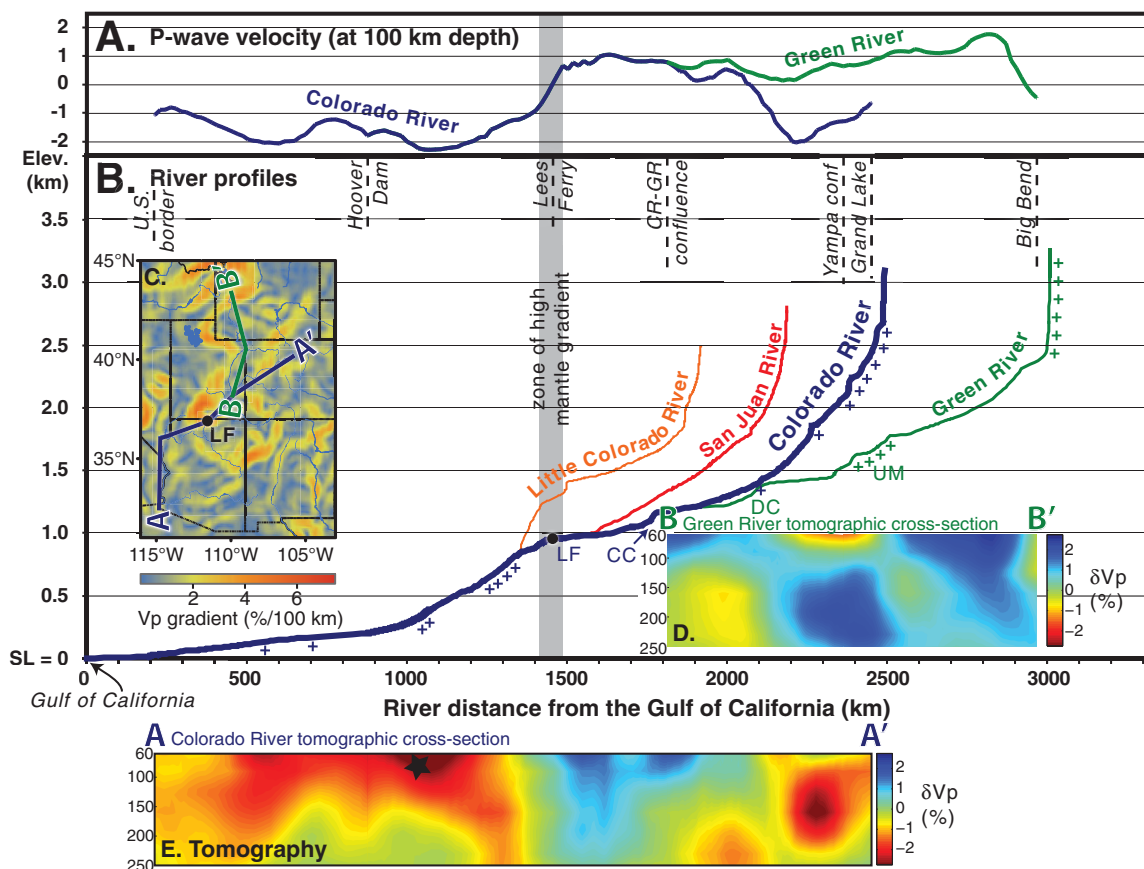 A. P-wave velocity (at 100 km depth)
2
1
0
-1
-2
Colorado River
Green River
Elev.
(km)
B. River profiles
U.S.
border
Hoover
Dam
Lees
Ferry
CR-GR
confluence
Yampa conf
Grand Lake
Big Bend
3.5
3.0
2.5
2.0
1.5
1.0
0.5
SL = 0
zone of high
mantle gradient
Little Colorado River
San Juan River
Colorado River
Green River
LF
CC
DC
UM
C.
45°N
40°N
35°N
115°W
110°W
105°W
A
A'
B
B'
LF
2
4
6
Vp gradient (%/100 km)
B Green River tomographic cross-section B'
60
100
150
200
250
D.
2
1
0
−1
−2
δVp
(%)
0
500
1000
1500
2000
2500
3000
Gulf of California
River distance from the Gulf of California (km)
A Colorado River tomographic cross-section A'
60
100
150
200
250
E. Tomography
2
1
0
−1
−2
δVp
(%)